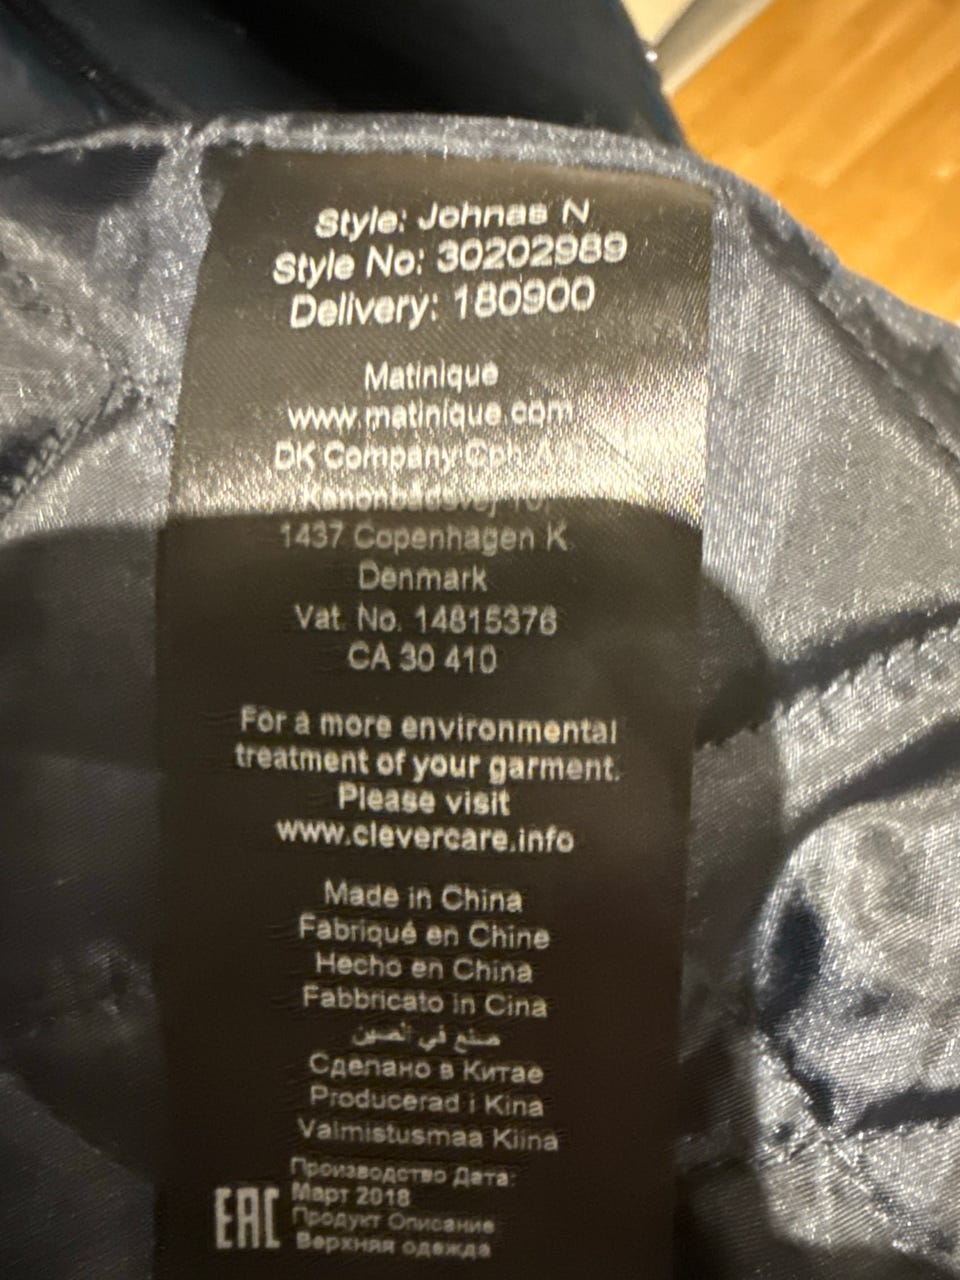 Style: Johnas N
Style No: 30202989
Delivery: 180900
Matinique
www.matinique.com
DK Company Cph A
1437 Copenhagen K
Denmark
Vat. No. 14815376
CA 30 410
For a more environmental
treatment of your garment.
Please visit
www.clevercare.info
Made in China
Fabriqué en Chine
Hecho en China
Fabbricato in Cina
صنع في الصين
Сделано в Китае
Producerad i Kina
Valmistusmaa Kiina
Производство Дата:
Март 2018
EAC
Продукт Описание
Верхняя одежда